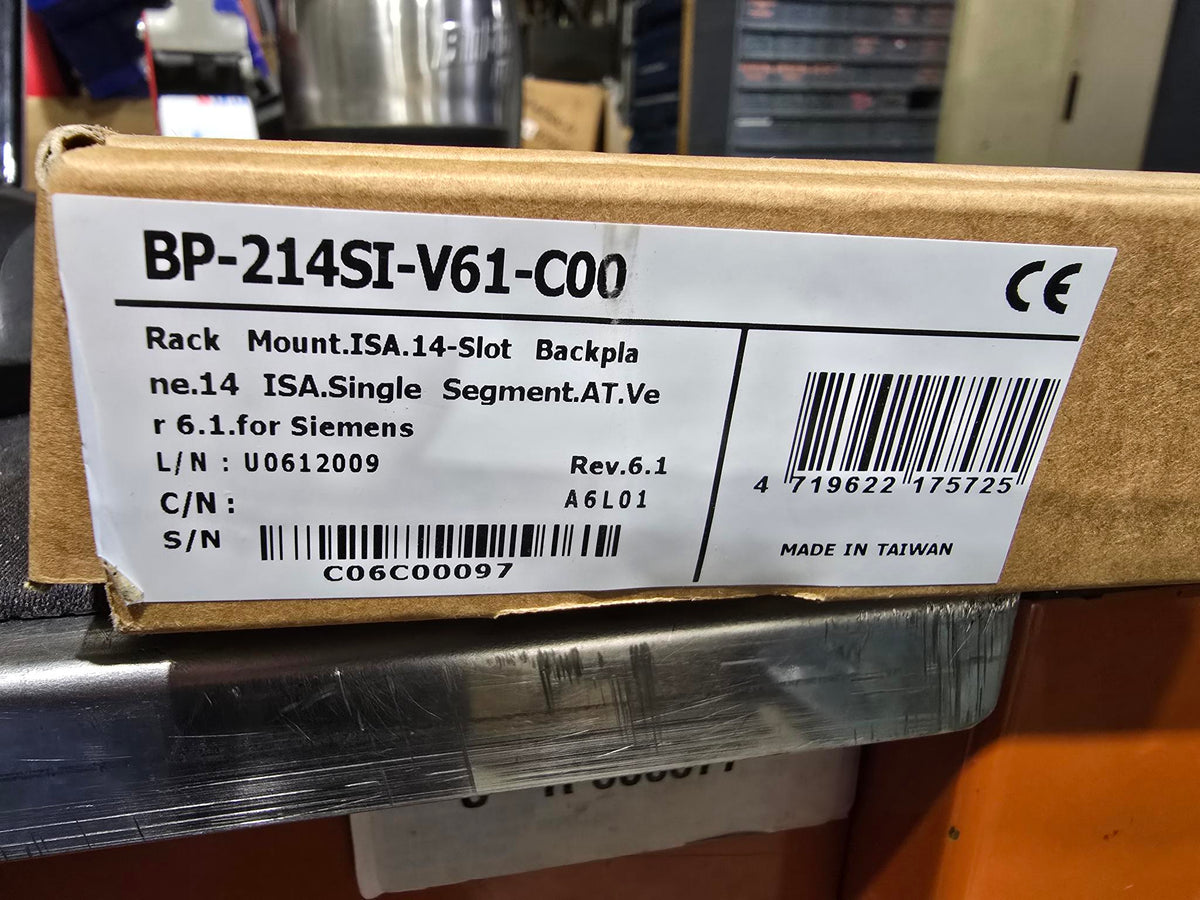 BP-214SI-V61-C00
CE
Rack Mount.ISA.14-Slot Backpla
ne.14 ISA.Single Segment.AT.Ve
r 6.1.for Siemens
L/N : U0612009 Rev.6.1
C/N : A6L01
S/N
C06C00097
4 719622 175725
MADE IN TAIWAN